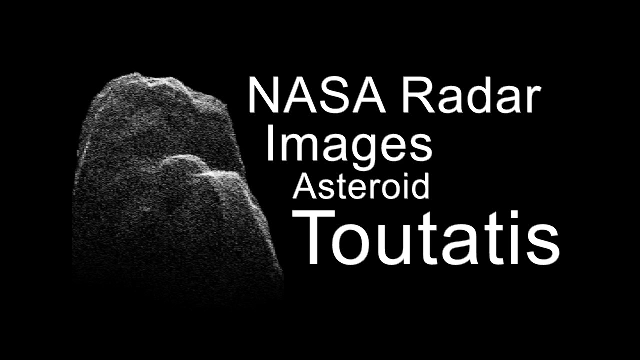 NASA Radar
Images
Asteroid
Toutatis